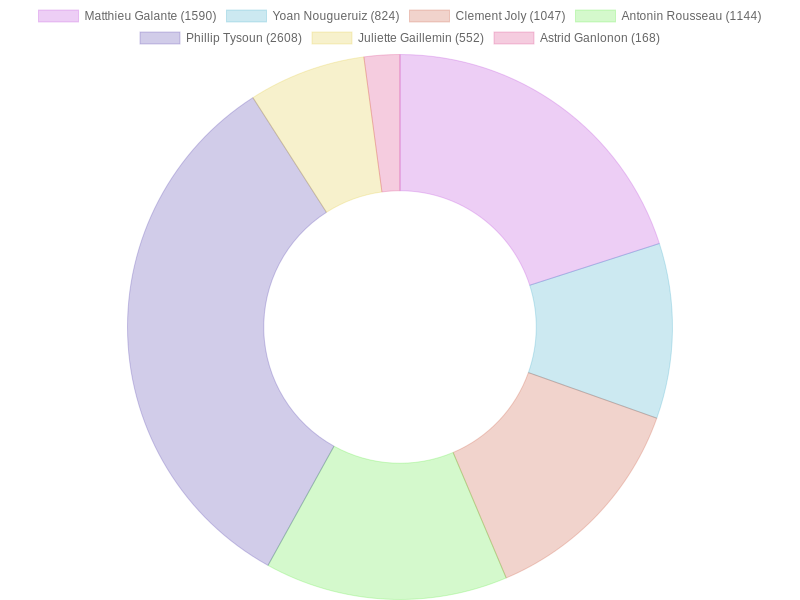 Matthieu Galante (1590) Yoan Nougueruiz (824) Clement Joly (1047) Antonin Rousseau (1144)
Phillip Tysoun (2608) Juliette Gaillemin (552) Astrid Ganlonon (168)